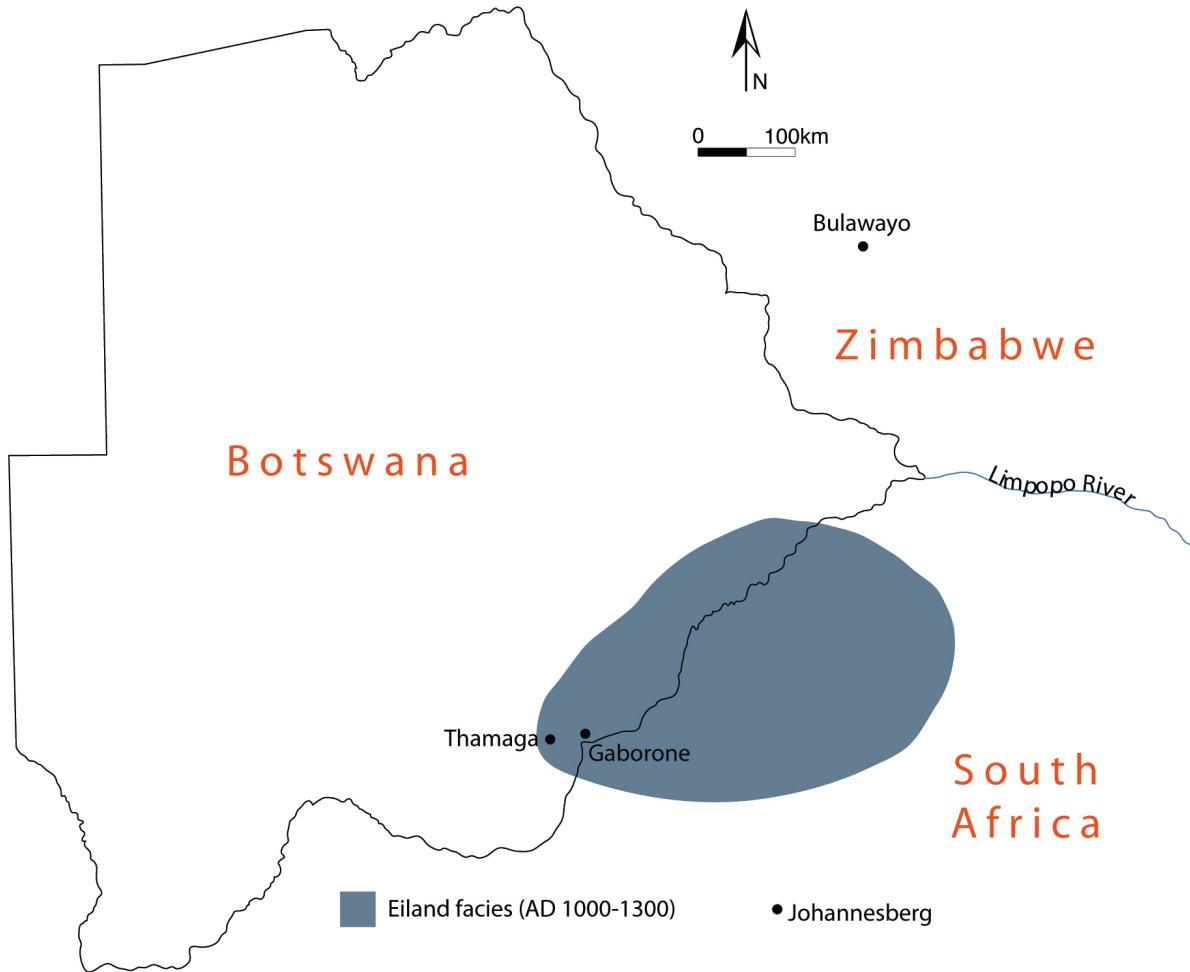 N
0 100km
Bulawayo
Zimbabwe
Botswana
Limpopo River
Thamaga
Gaborone
South
Africa
Eiland facies (AD 1000-1300)
Johannesberg